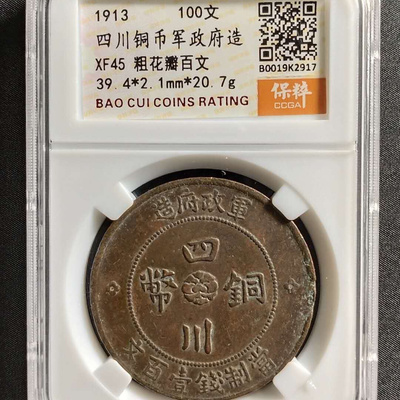 1913 100文
四川铜币军政府造
XF45 粗花瓣百文
39.4*2.1mm*20.7g
BAO CUI COINS RATING
B0019K2917
保粹
CCGA
軍政府造
四川銅幣
當制錢壹百文